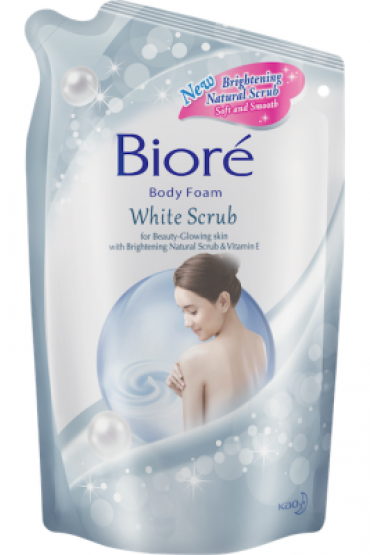 New Brightening
Natural Scrub
Soft and Smooth
Bioré
Body Foam
White Scrub
for Beauty-Glowing skin
with Brightening Natural Scrub & Vitamin E
Kao